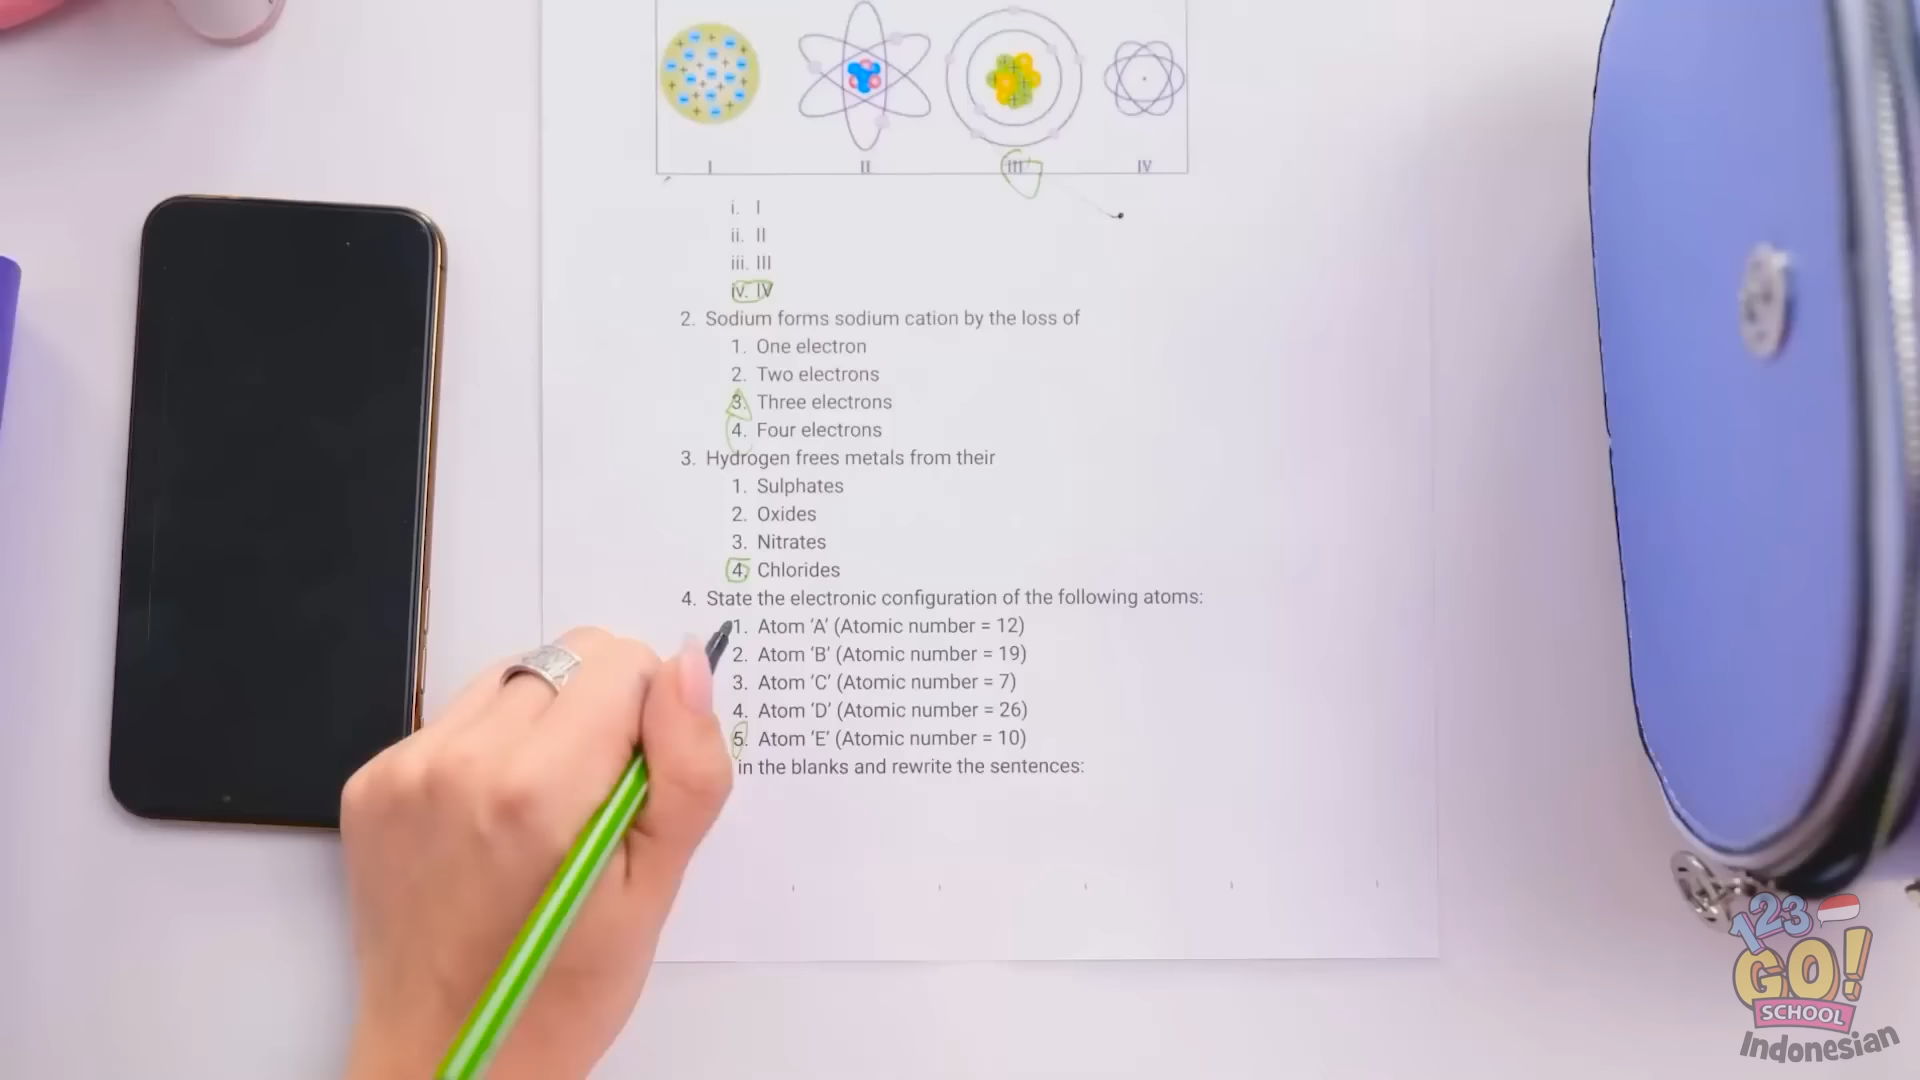 I II III IV
i. I
ii. II
iii. III
iv. IV
2. Sodium forms sodium cation by the loss of
1. One electron
2. Two electrons
3. Three electrons
4. Four electrons
3. Hydrogen frees metals from their
1. Sulphates
2. Oxides
3. Nitrates
4. Chlorides
4. State the electronic configuration of the following atoms:
1. Atom ‘A’ (Atomic number = 12)
2. Atom ‘B’ (Atomic number = 19)
3. Atom ‘C’ (Atomic number = 7)
4. Atom ‘D’ (Atomic number = 26)
5. Atom ‘E’ (Atomic number = 10)
in the blanks and rewrite the sentences:
123
GO!
SCHOOL
Indonesian